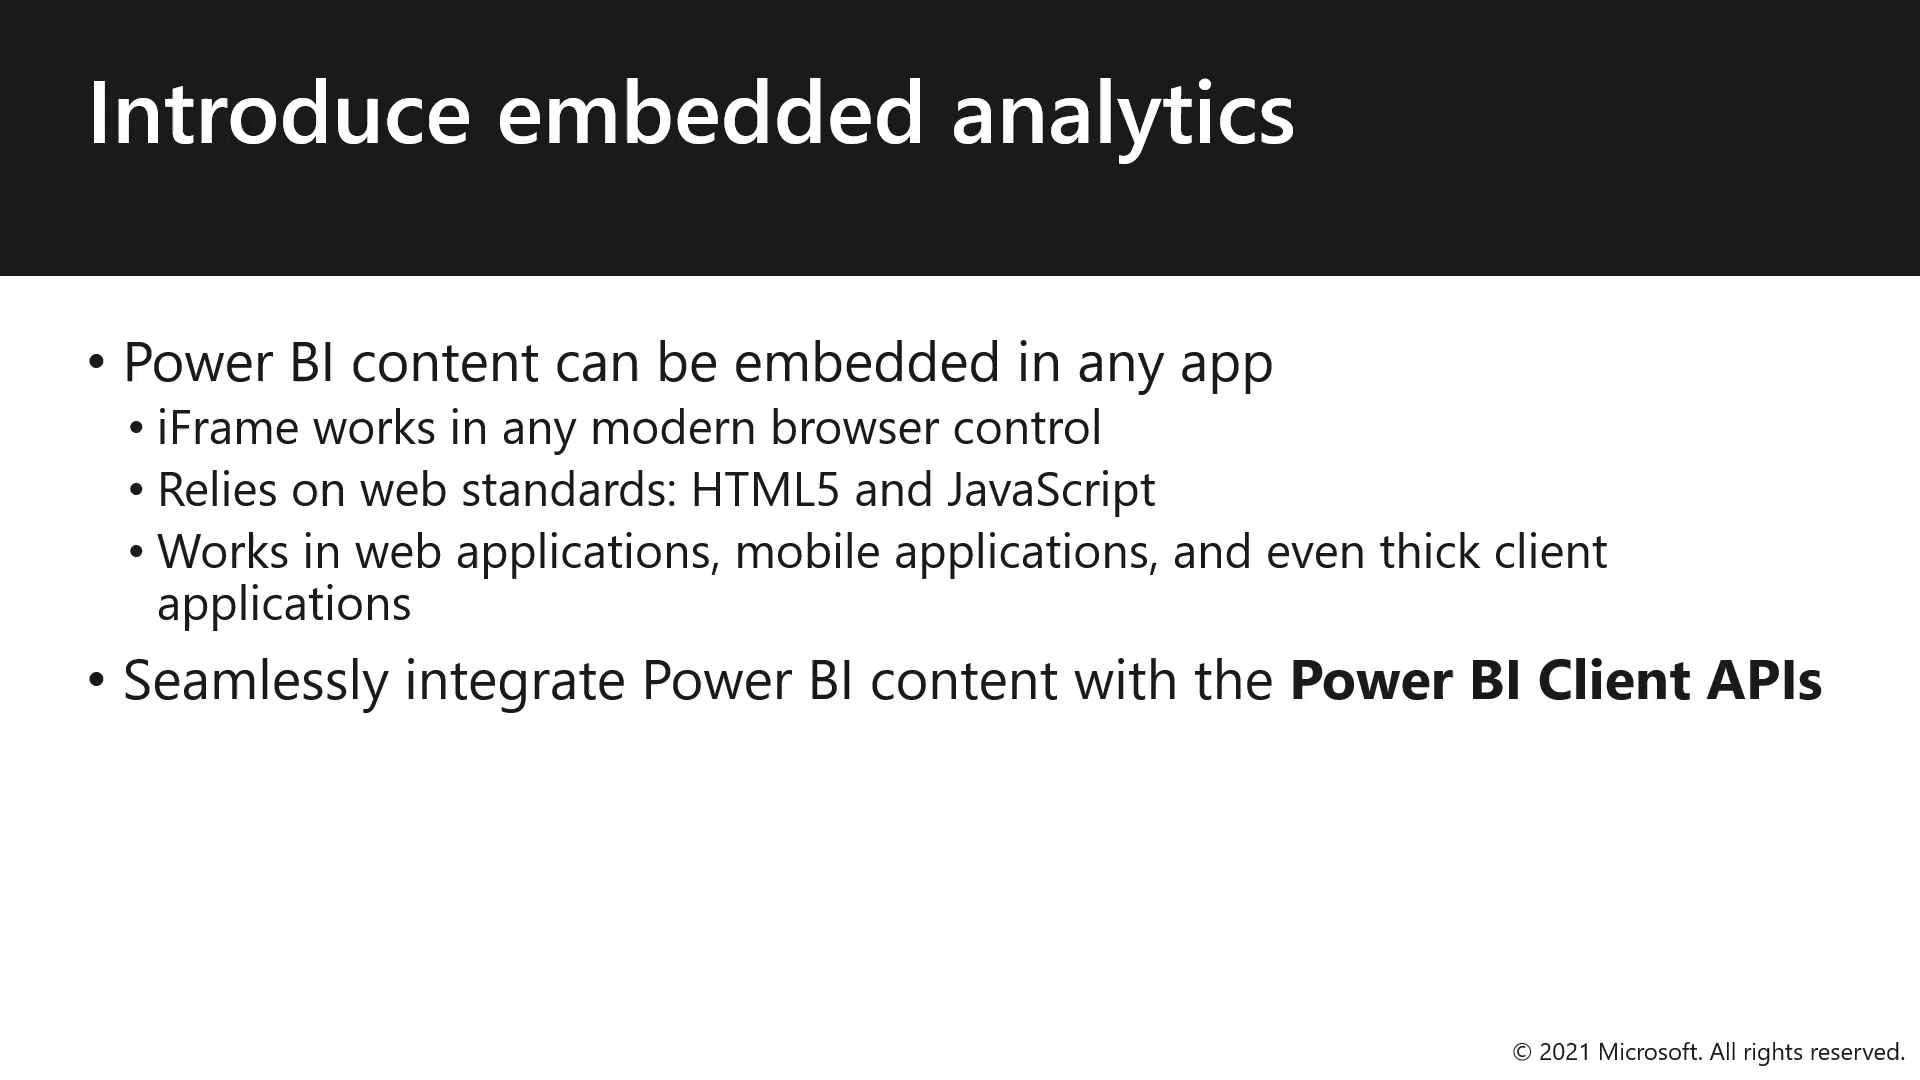 Introduce embedded analytics
• Power BI content can be embedded in any app
• iFrame works in any modern browser control
• Relies on web standards: HTML5 and JavaScript
• Works in web applications, mobile applications, and even thick client
applications
• Seamlessly integrate Power BI content with the Power BI Client APIs
© 2021 Microsoft. All rights reserved.